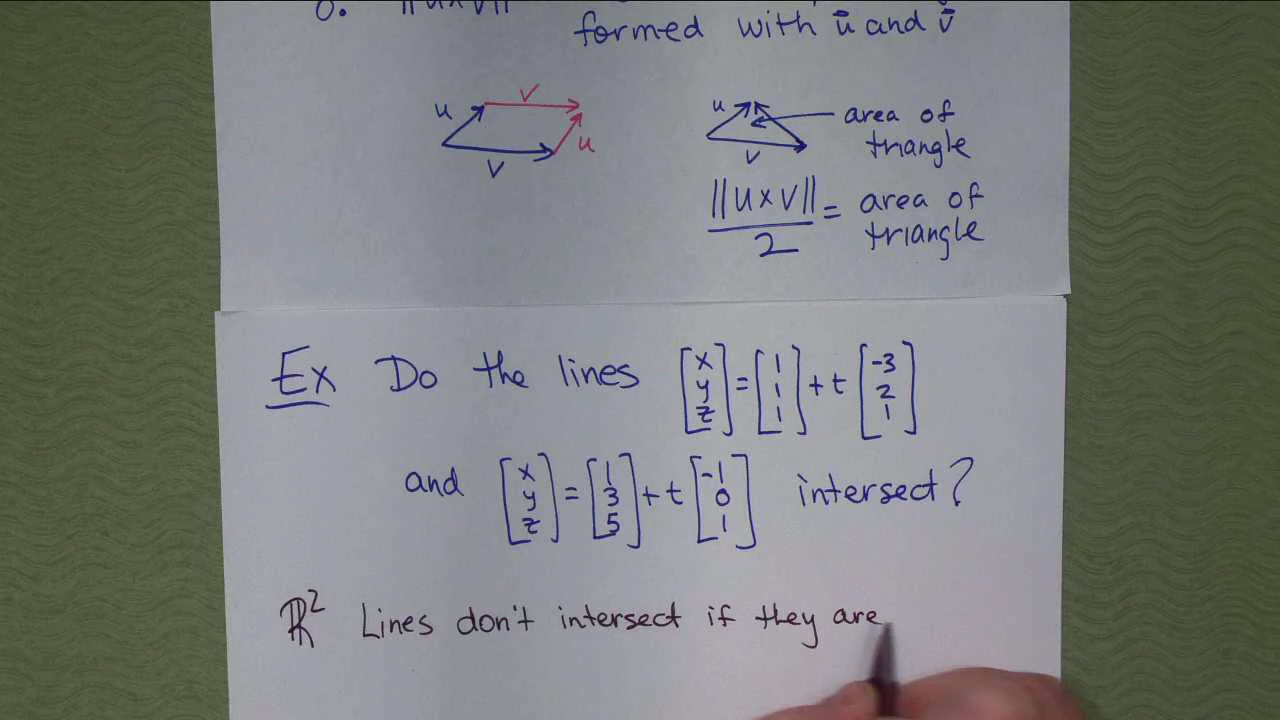 6. ||u×v||
formed with ū and v̄
u v v u
u v area of triangle
||u×v||/2 = area of triangle
Ex Do the lines [x y z] = [1 1 1] + t [-3 2 1]
and [x y z] = [1 3 5] + t [-1 0 1] intersect?
ℝ² Lines don't intersect if they are